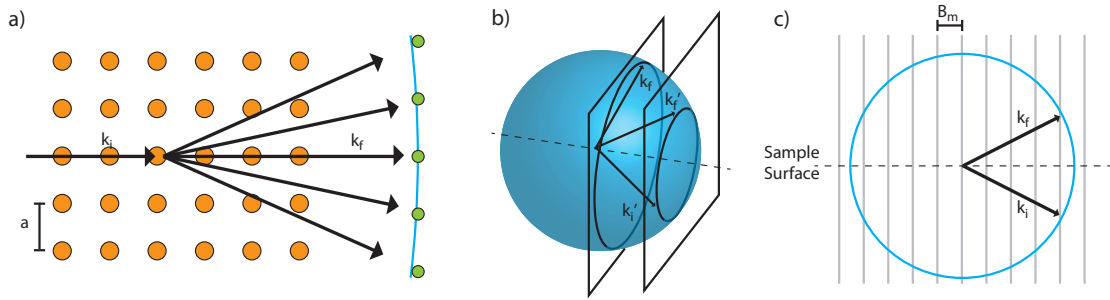 a)
k_i
k_f
a
b)
k_f
k_f′
k_i′
c)
B_m
k_f
Sample
Surface
k_i